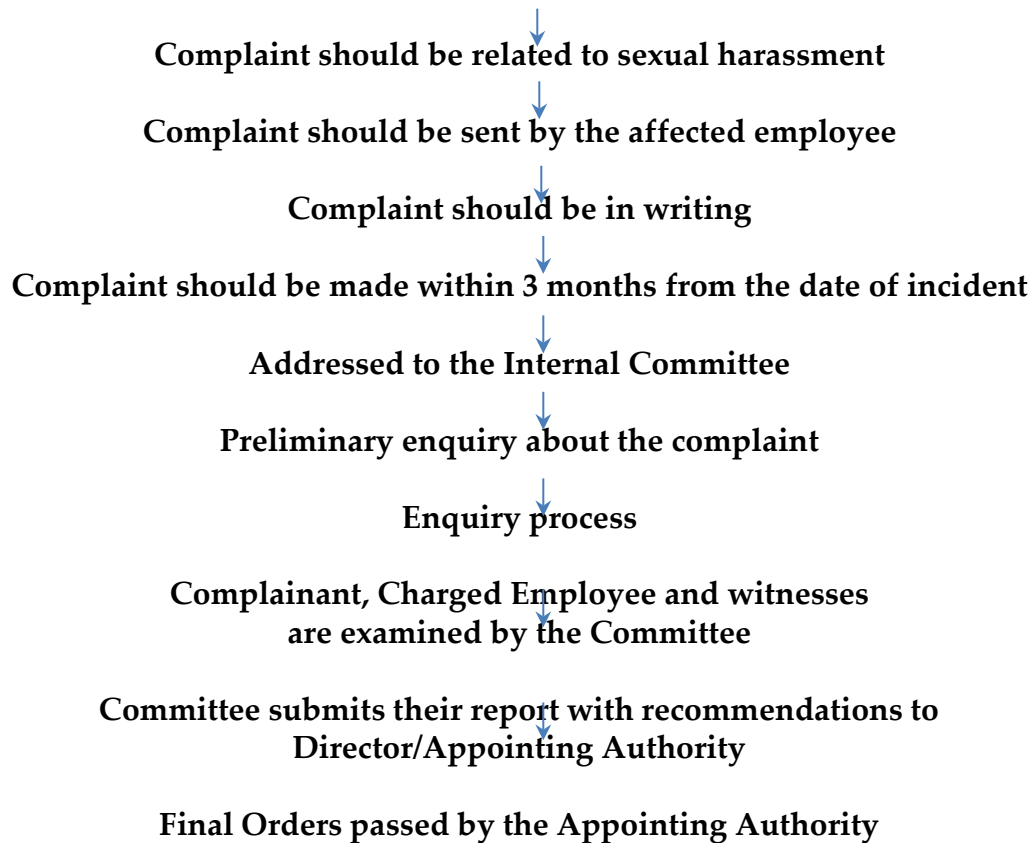 Complaint should be related to sexual harassment
Complaint should be sent by the affected employee
Complaint should be in writing
Complaint should be made within 3 months from the date of incident
Addressed to the Internal Committee
Preliminary enquiry about the complaint
Enquiry process
Complainant, Charged Employee and witnesses
are examined by the Committee
Committee submits their report with recommendations to
Director/Appointing Authority
Final Orders passed by the Appointing Authority